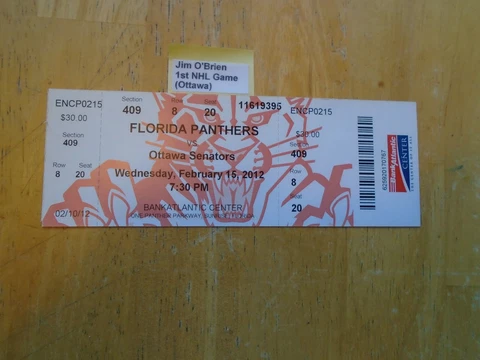 Jim O'Brien
1st NHL Game
(Ottawa)
ENCP0215
$30.00
Section
409
Row Seat
8 20
02/10/12
Section Row Seat
409 8 20
11619395
FLORIDA PANTHERS
VS
Ottawa Senators
Wednesday, February 15, 2012
7:30 PM
BANKATLANTIC CENTER
ENCP0215
$30.00
Section
409
Row
8
Seat
20
BankAtlantic
CENTER